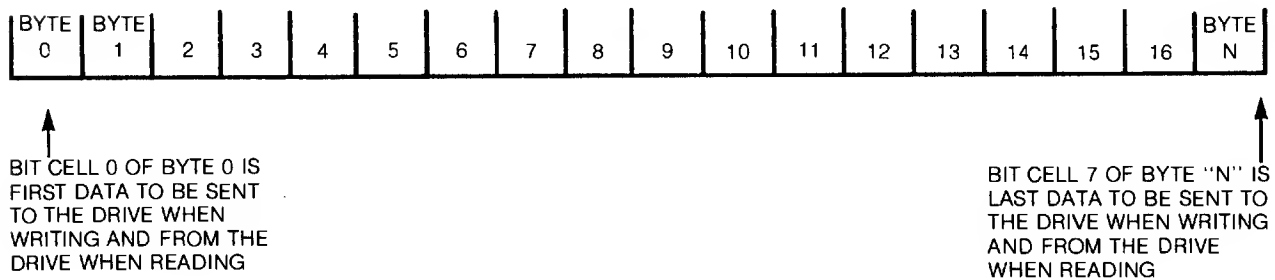 BYTE BYTE BYTE
0 1 2 3 4 5 6 7 8 9 10 11 12 13 14 15 16 N
BIT CELL 0 OF BYTE 0 IS
FIRST DATA TO BE SENT
TO THE DRIVE WHEN
WRITING AND FROM THE
DRIVE WHEN READING
BIT CELL 7 OF BYTE "N" IS
LAST DATA TO BE SENT TO
THE DRIVE WHEN WRITING
AND FROM THE DRIVE
WHEN READING